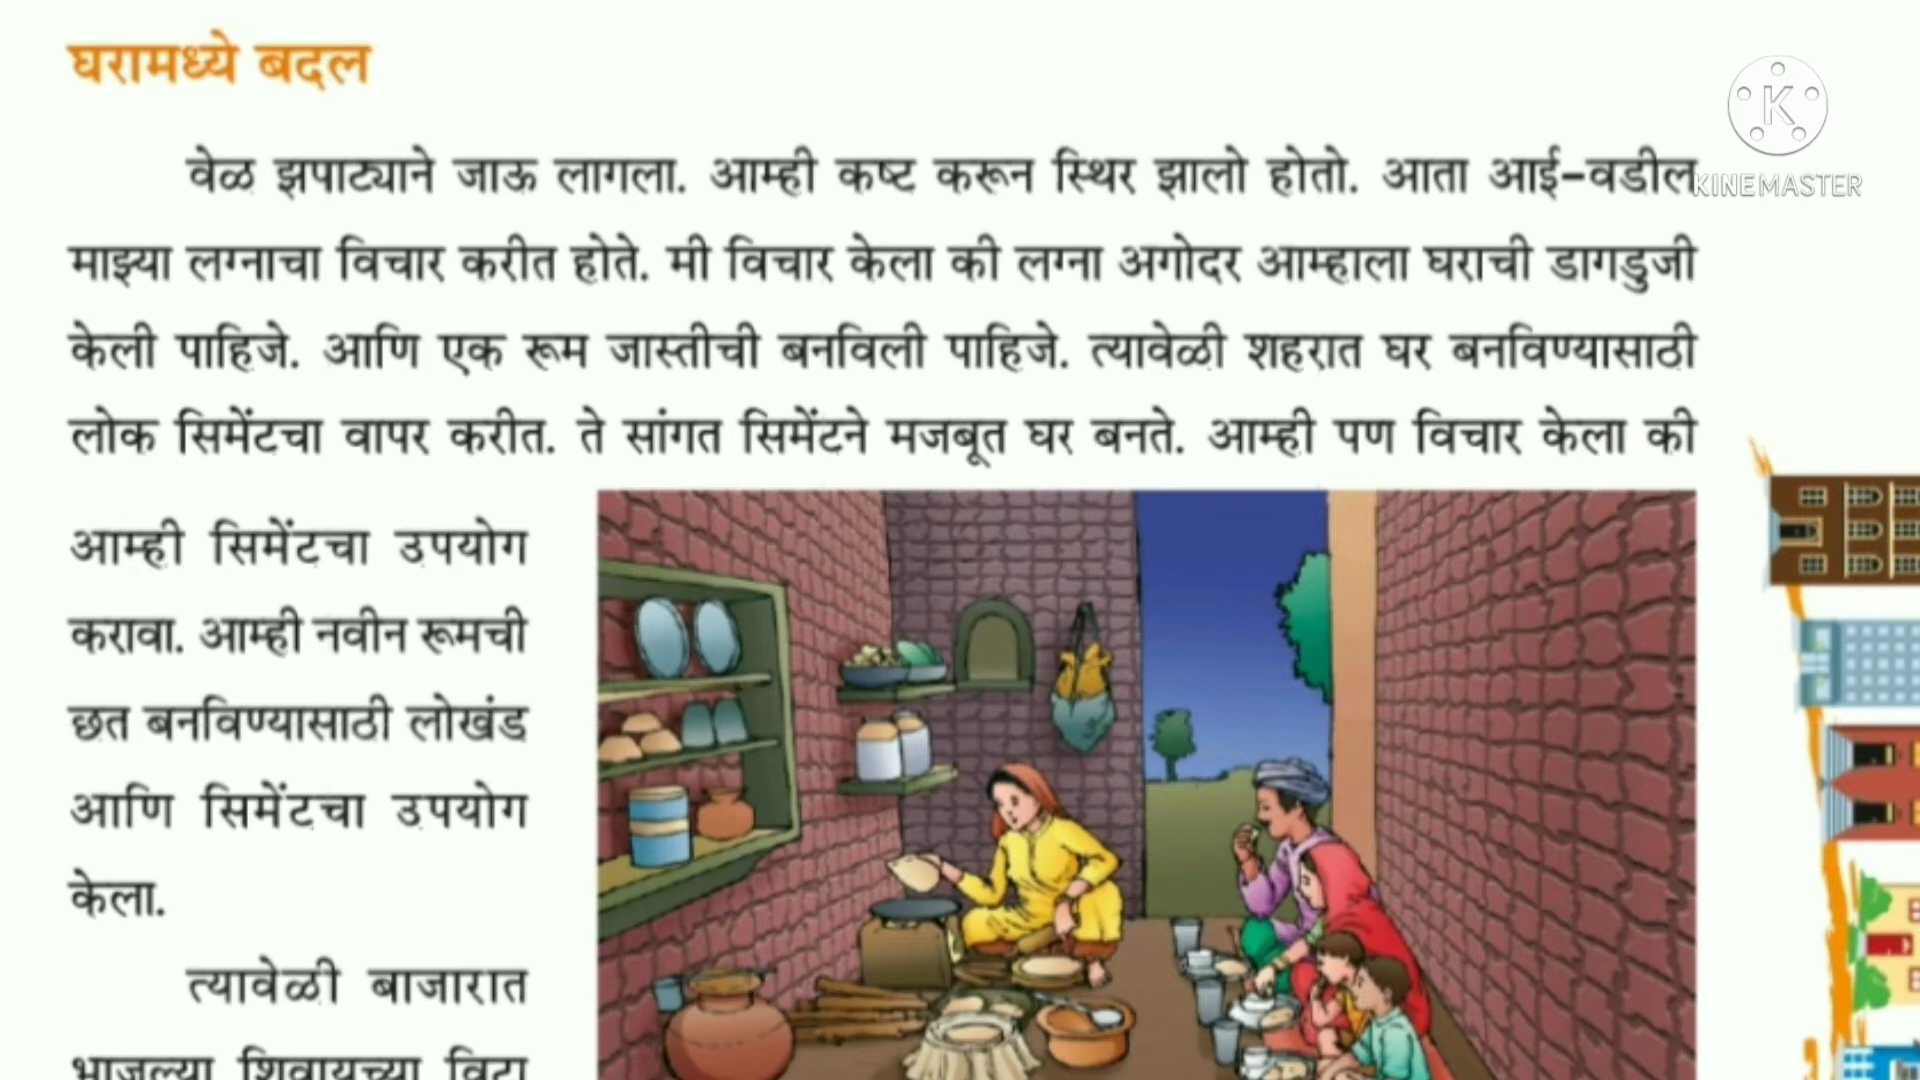 घरामध्ये बदल
वेळ झपाट्याने जाऊ लागला. आम्ही कष्ट करून स्थिर झालो होतो. आता आई-वडील
माझ्या लग्नाचा विचार करीत होते. मी विचार केला की लग्ना अगोदर आम्हाला घराची डागडुजी
केली पाहिजे. आणि एक रूम जास्तीची बनविली पाहिजे. त्यावेळी शहरात घर बनविण्यासाठी
लोक सिमेंटचा वापर करीत. ते सांगत सिमेंटने मजबूत घर बनते. आम्ही पण विचार केला की
आम्ही सिमेंटचा उपयोग
करावा. आम्ही नवीन रूमची
छत बनविण्यासाठी लोखंड
आणि सिमेंटचा उपयोग
केला.
त्यावेळी बाजारात
भाजल्या शिवायच्या विटा
K
KINEMASTER